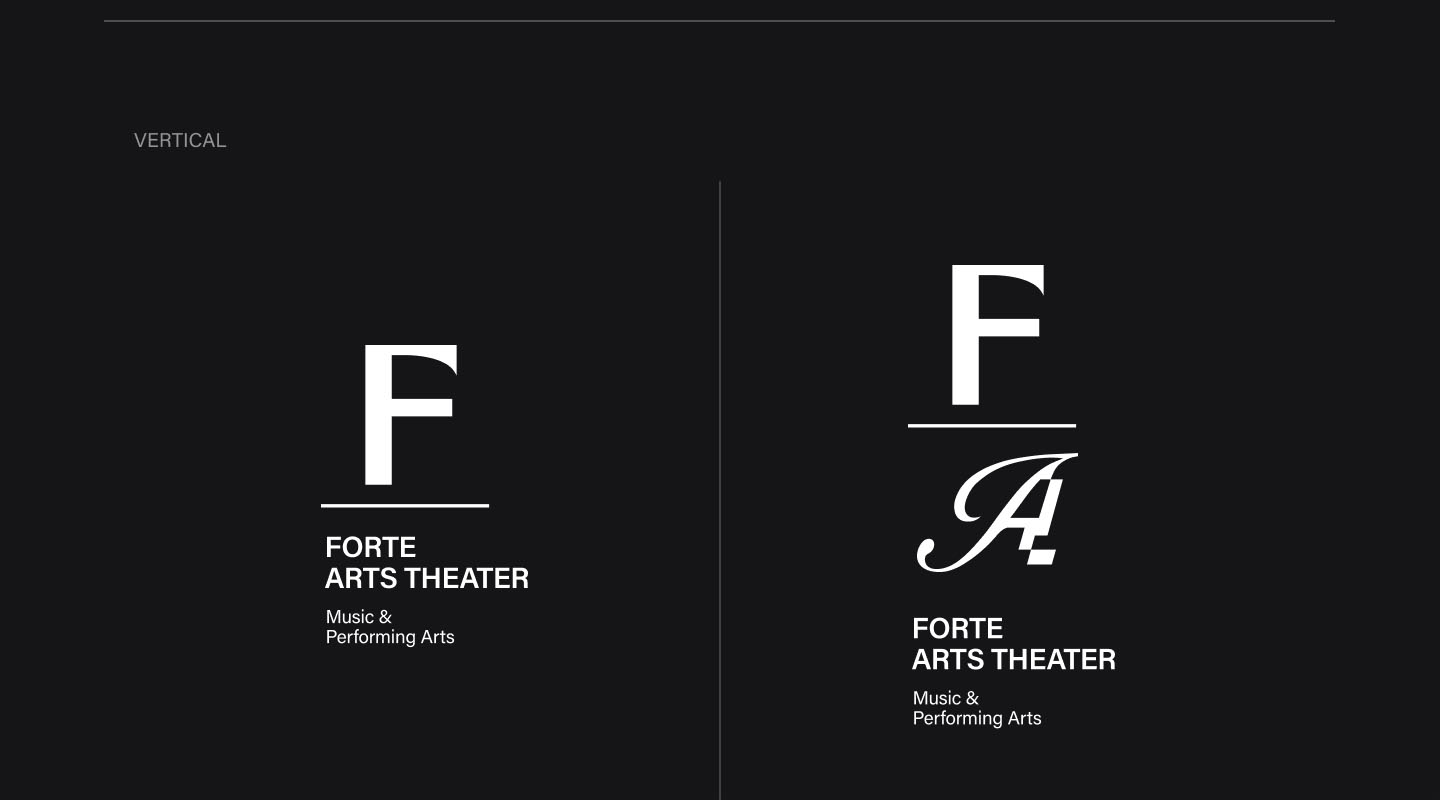 VERTICAL
F
FORTE
ARTS THEATER
Music &
Performing Arts
F
A
FORTE
ARTS THEATER
Music &
Performing Arts